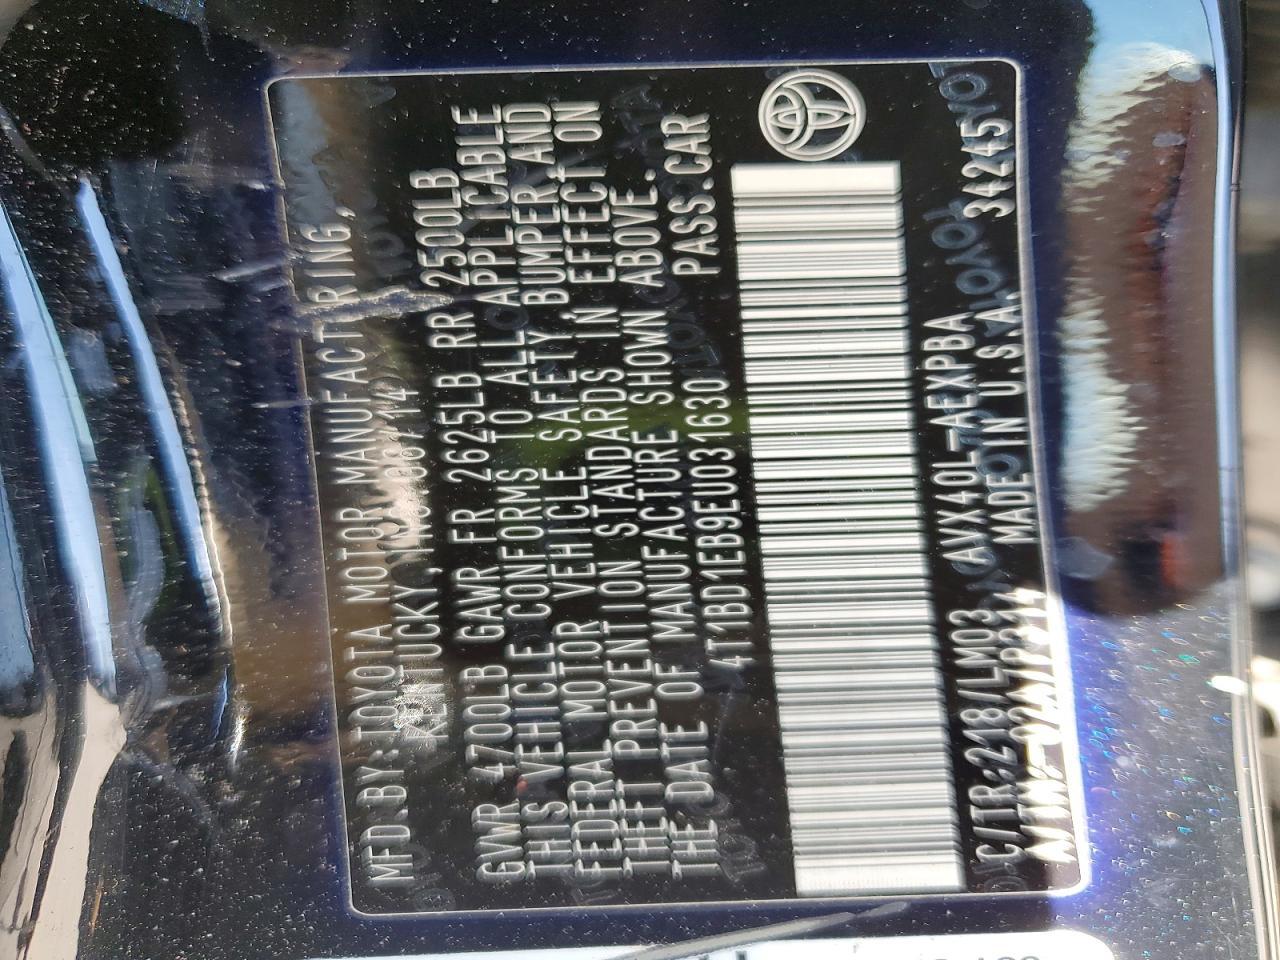 MFD.BY:TOYOTA MOTOR MANUFACTURING,
KENTUCKY, INC. 06/14
GVWR 4700LB GAWR FR 2625LB RR 2500LB
THIS VEHICLE CONFORMS TO ALL APPLICABLE
FEDERAL MOTOR VEHICLE SAFETY, BUMPER, AND
THEFT PREVENTION STANDARDS IN EFFECT ON
THE DATE OF MANUFACTURE SHOWN ABOVE.
4T1BD1EB9EU031630 PASS.CAR
C/TR:218/LM03 AVX40L-AEXPBA
MADE IN U.S.A. 34245